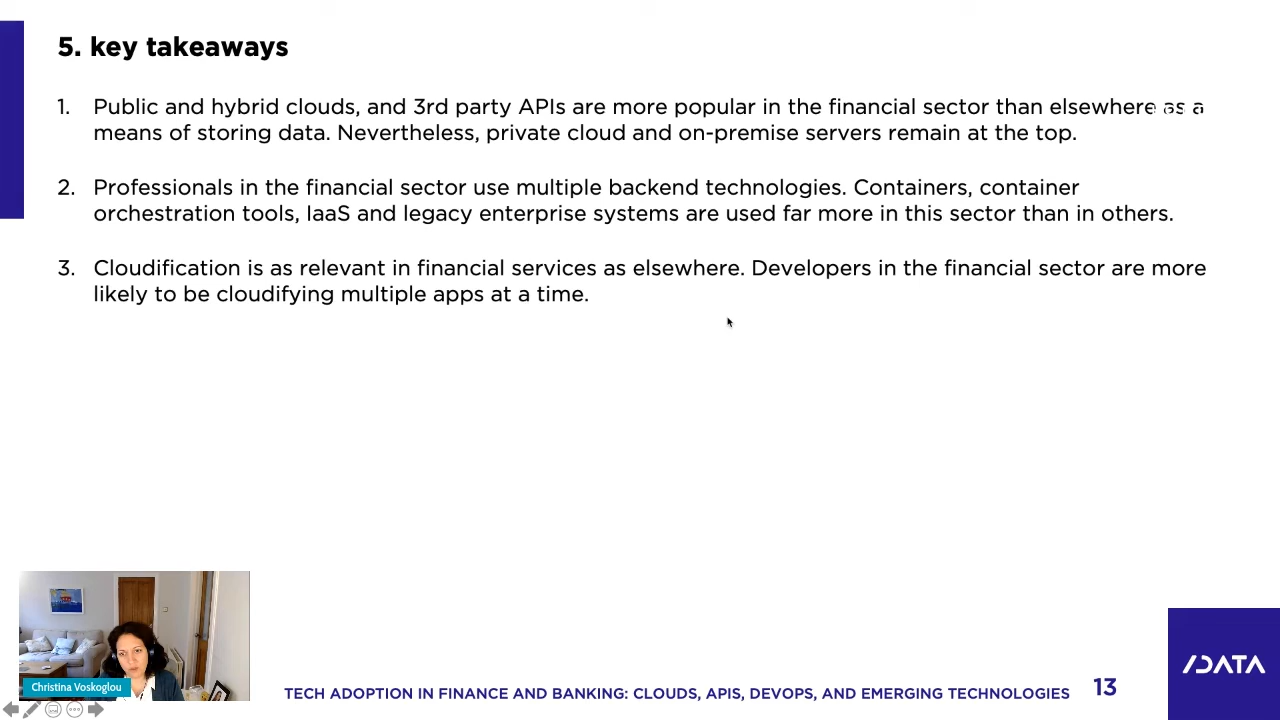 5. key takeaways
1. Public and hybrid clouds, and 3rd party APIs are more popular in the financial sector than elsewhere as a
means of storing data. Nevertheless, private cloud and on-premise servers remain at the top.
2. Professionals in the financial sector use multiple backend technologies. Containers, container
orchestration tools, IaaS and legacy enterprise systems are used far more in this sector than in others.
3. Cloudification is as relevant in financial services as elsewhere. Developers in the financial sector are more
likely to be cloudifying multiple apps at a time.
Christina Voskoglou
TECH ADOPTION IN FINANCE AND BANKING: CLOUDS, APIS, DEVOPS, AND EMERGING TECHNOLOGIES
13
/DATA